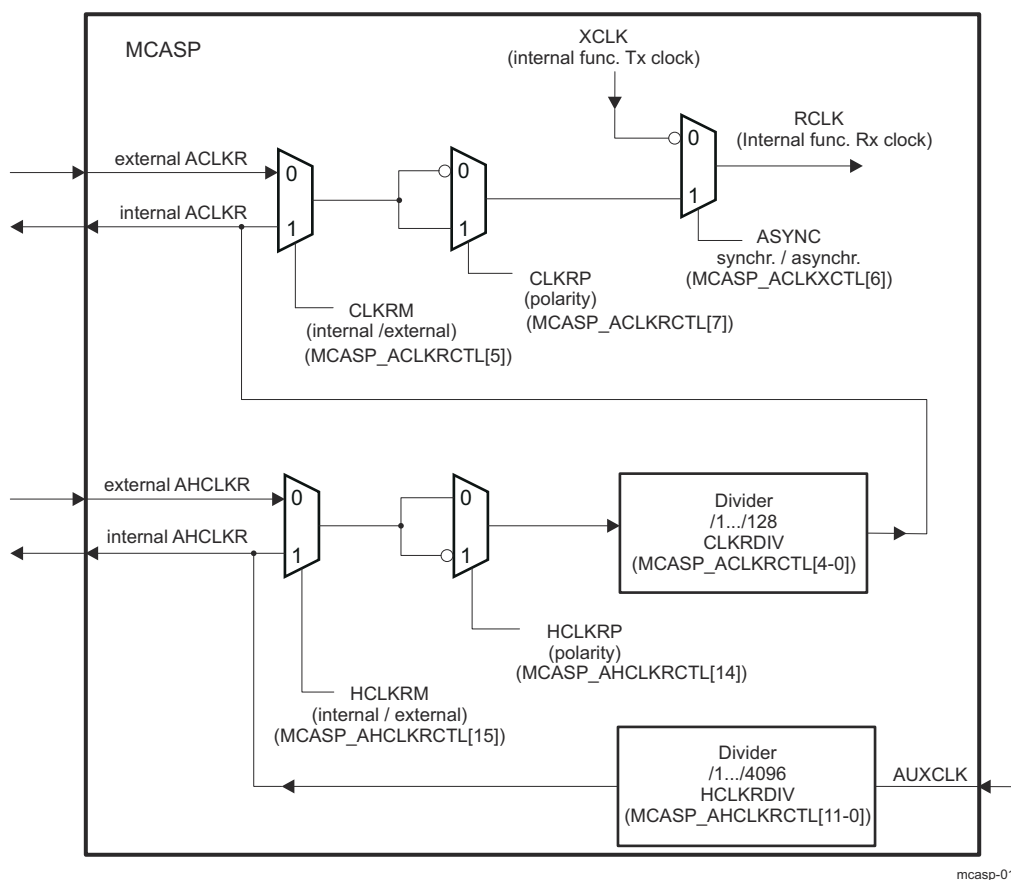 MCASP
XCLK
(internal func. Tx clock)
RCLK
(Internal func. Rx clock)
external ACLKR
internal ACLKR
0
1
0
1
0
1
CLKRM
(internal /external)
(MCASP_ACLKRCTL[5])
CLKRP
(polarity)
(MCASP_ACLKRCTL[7])
ASYNC
synchr. / asynchr.
(MCASP_ACLKXCTL[6])
external AHCLKR
internal AHCLKR
0
1
0
1
Divider
/1.../128
CLKRDIV
(MCASP_ACLKRCTL[4-0])
HCLKRP
(polarity)
(MCASP_AHCLKRCTL[14])
HCLKRM
(internal / external)
(MCASP_AHCLKRCTL[15])
Divider
/1.../4096
HCLKRDIV
(MCASP_AHCLKRCTL[11-0])
AUXCLK
mcasp-01